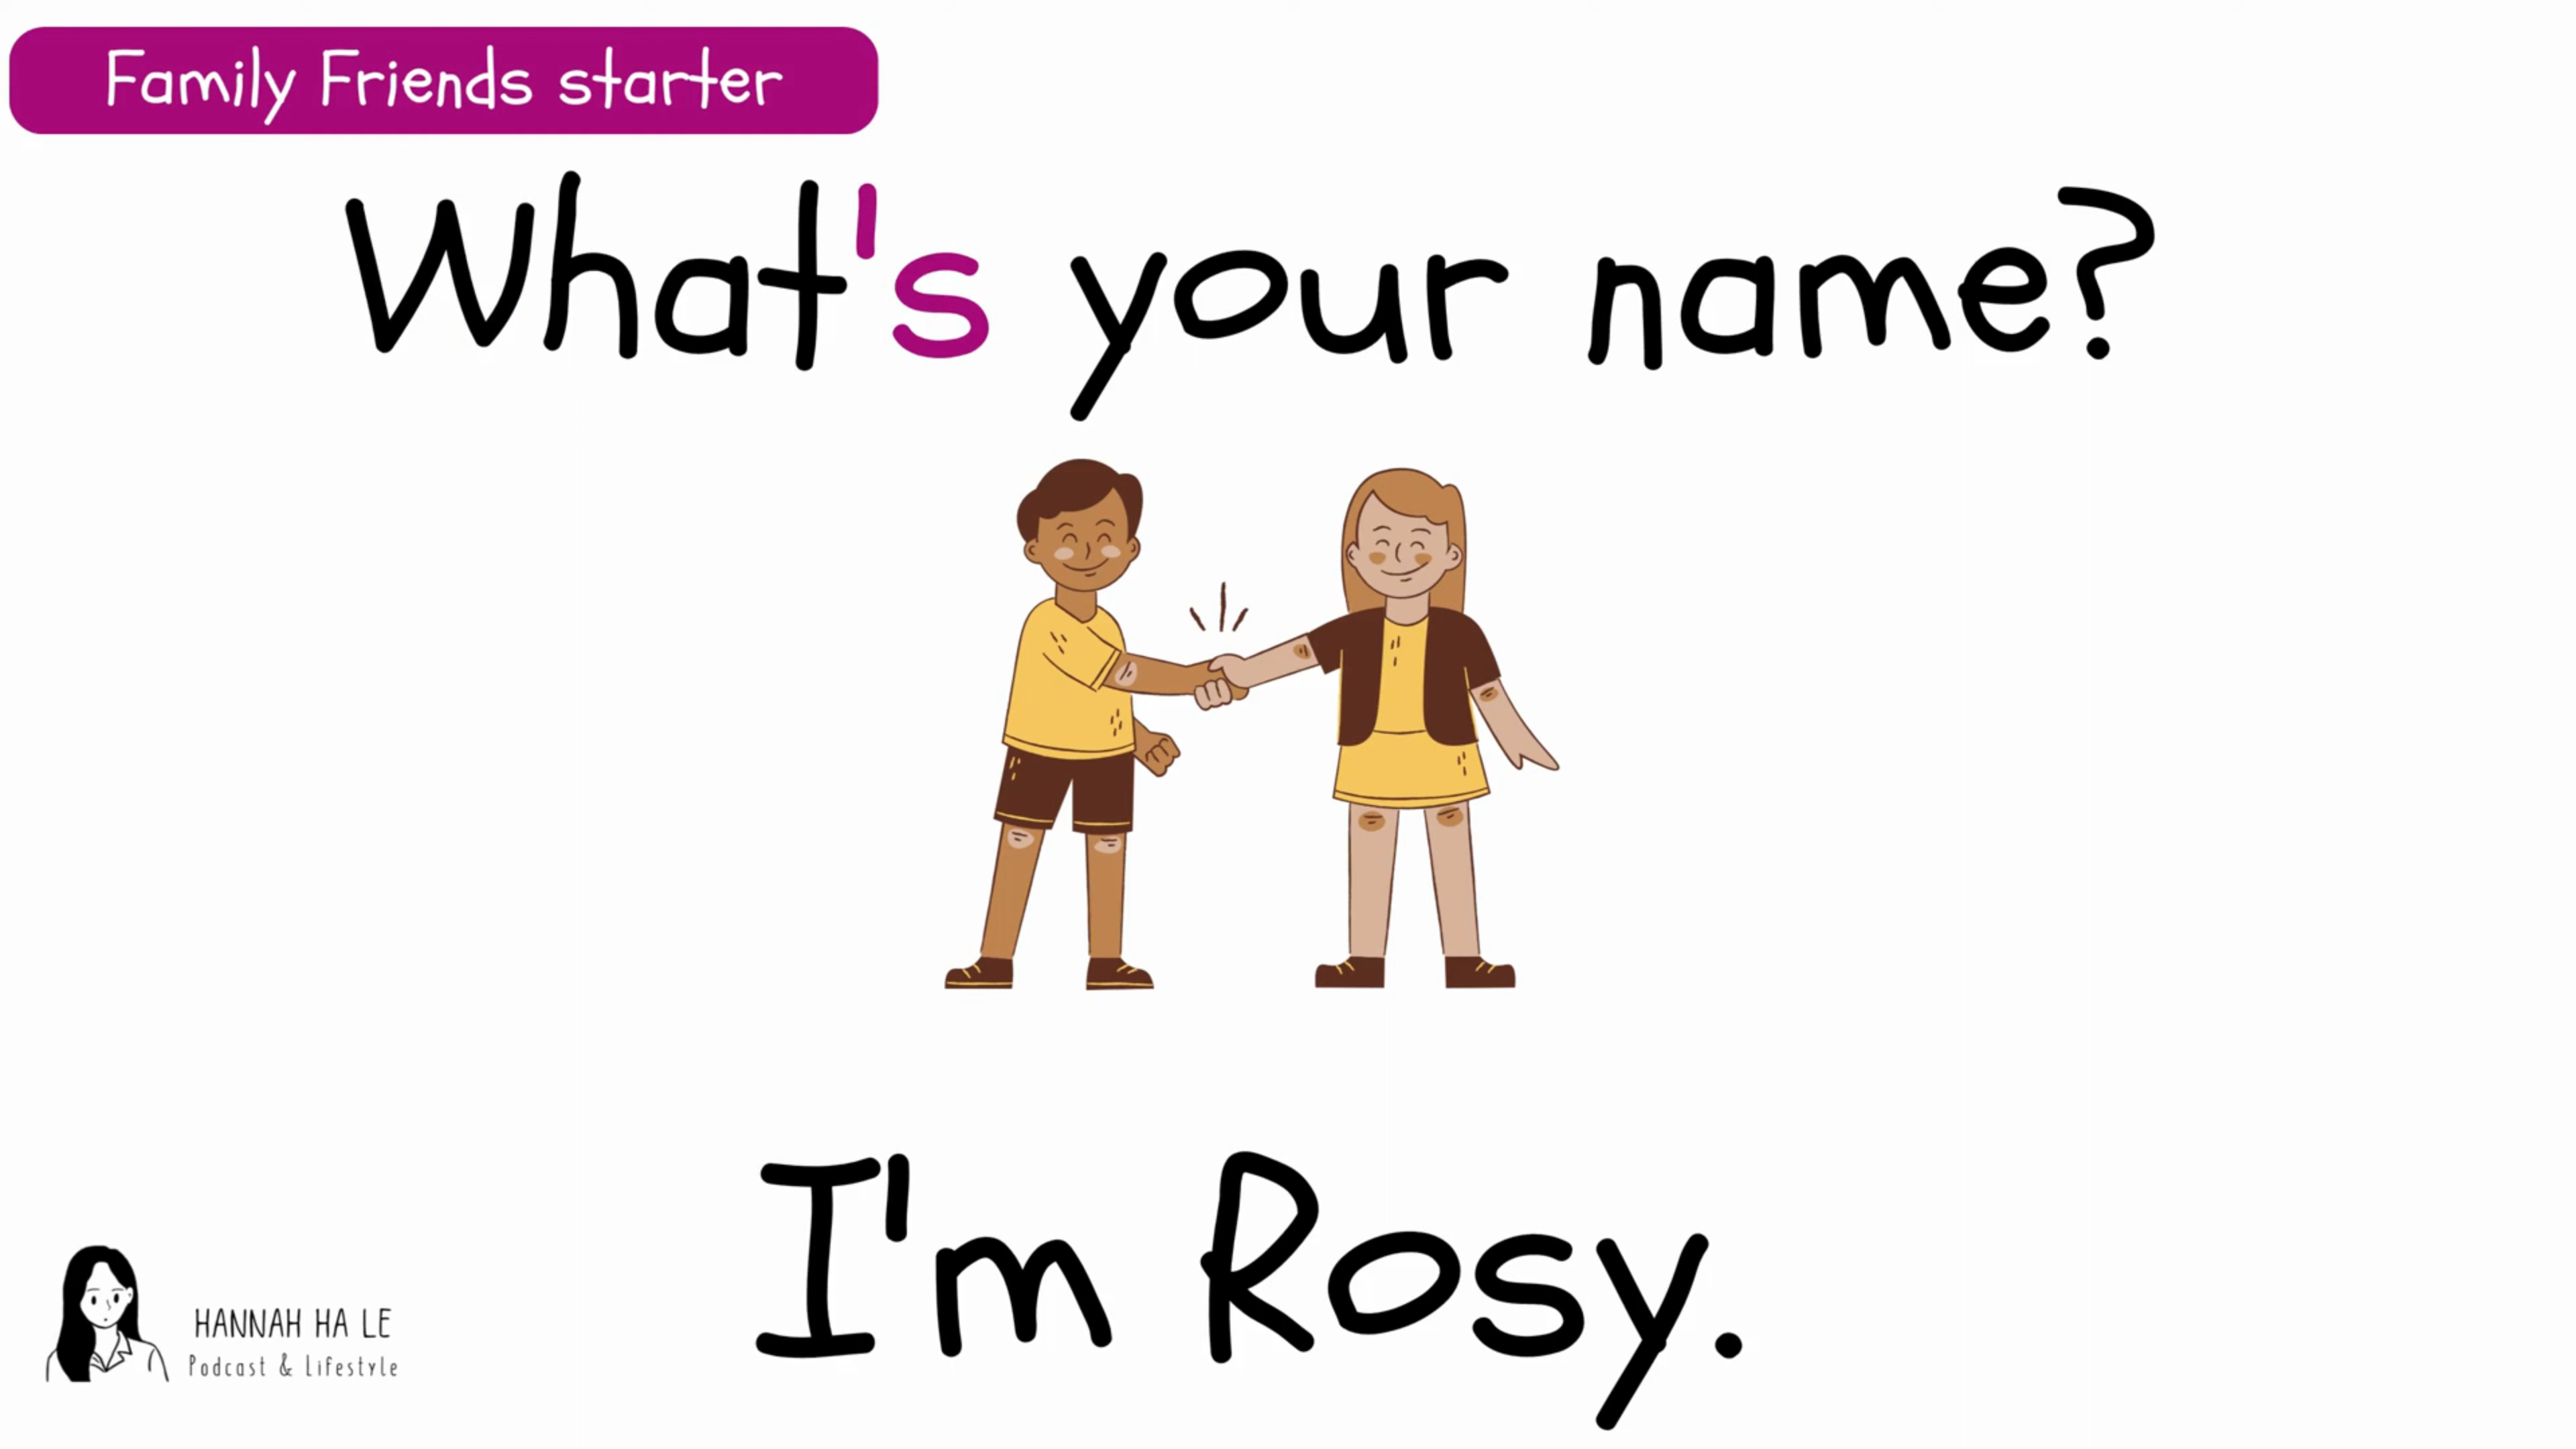 Family Friends starter
What's your name?
I'm Rosy.
HANNAH HA LE
Podcast & Lifestyle